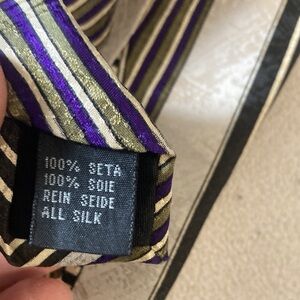 100% SETA
100% SOIE
REIN SEIDE
ALL SILK